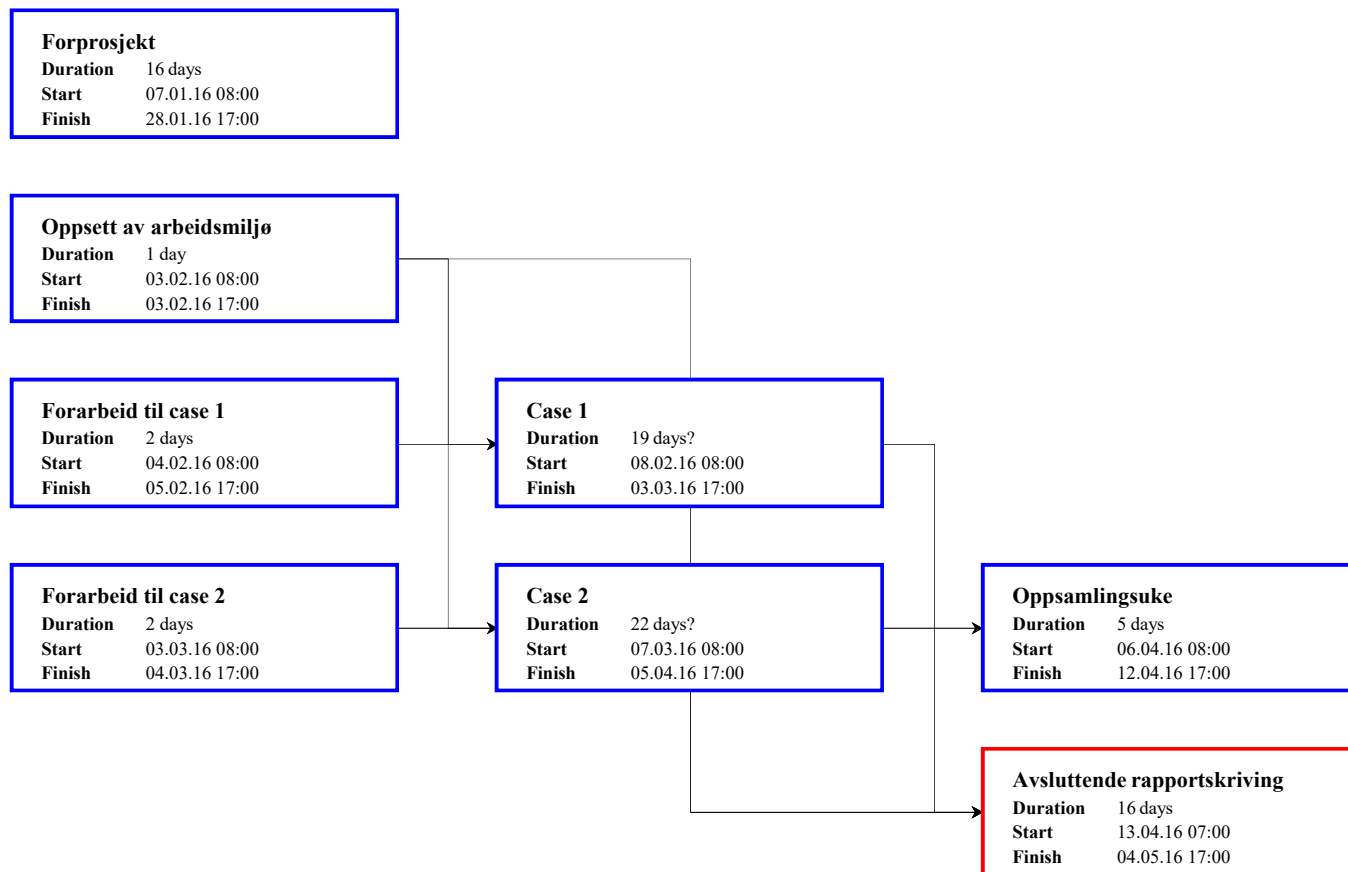 Forprosjekt
Duration 16 days
Start 07.01.16 08:00
Finish 28.01.16 17:00
Oppsett av arbeidsmiljø
Duration 1 day
Start 03.02.16 08:00
Finish 03.02.16 17:00
Forarbeid til case 1
Duration 2 days
Start 04.02.16 08:00
Finish 05.02.16 17:00
Case 1
Duration 19 days?
Start 08.02.16 08:00
Finish 03.03.16 17:00
Forarbeid til case 2
Duration 2 days
Start 03.03.16 08:00
Finish 04.03.16 17:00
Case 2
Duration 22 days?
Start 07.03.16 08:00
Finish 05.04.16 17:00
Oppsamlingsuke
Duration 5 days
Start 06.04.16 08:00
Finish 12.04.16 17:00
Avsluttende rapportskriving
Duration 16 days
Start 13.04.16 07:00
Finish 04.05.16 17:00